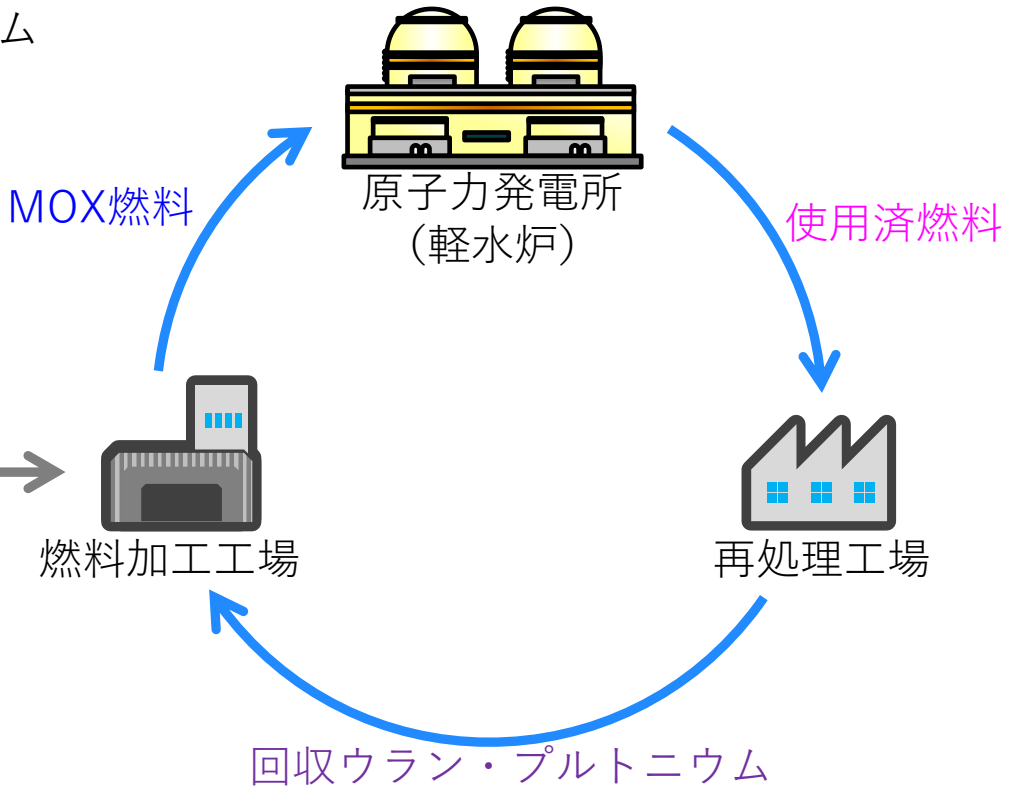 ム
MOX燃料
原子力発電所
（軽水炉）
使用済燃料
燃料加工工場
再処理工場
回収ウラン・プルトニウム